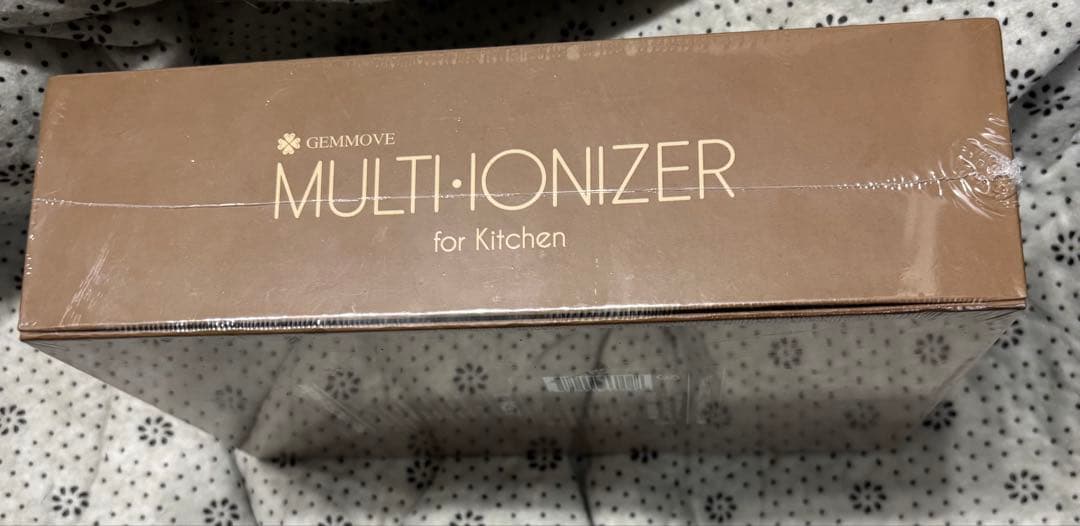 GEMMOVE
MULTI・IONIZER
for Kitchen